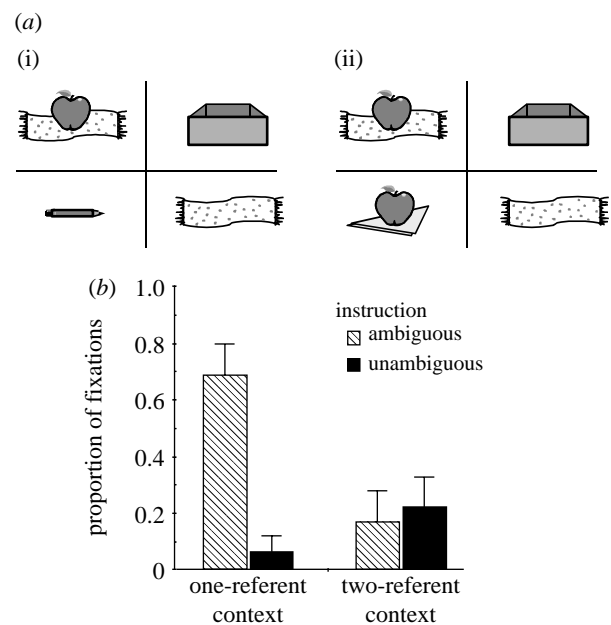 (a)
(i)
(ii)
(b)
1.0
0.8
0.6
0.4
0.2
0
proportion of fixations
instruction
ambiguous
unambiguous
one-referent
context
two-referent
context